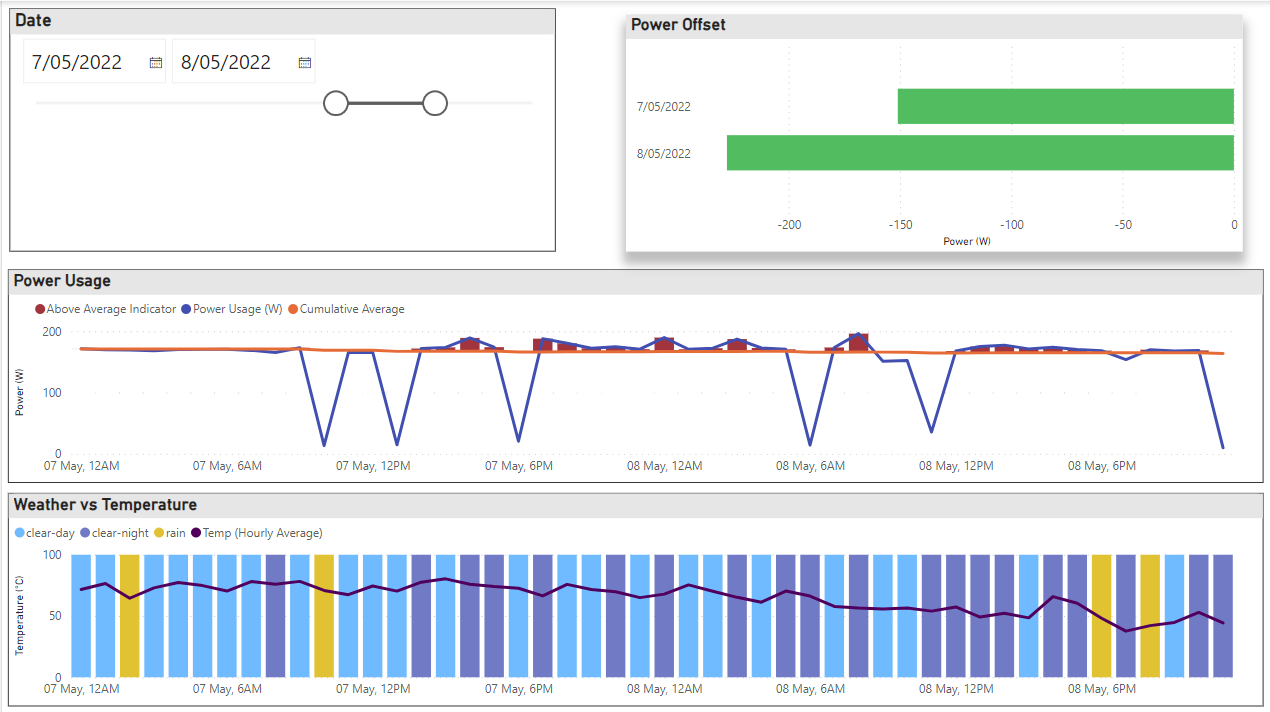 Date
7/05/2022 8/05/2022
Power Offset
7/05/2022
8/05/2022
-200 -150 -100 -50 0
Power (W)
Power Usage
Above Average Indicator Power Usage (W) Cumulative Average
200
100
0
Power (W)
07 May, 12AM 07 May, 6AM 07 May, 12PM 07 May, 6PM 08 May, 12AM 08 May, 6AM 08 May, 12PM 08 May, 6PM
Weather vs Temperature
clear-day clear-night rain Temp (Hourly Average)
100
50
0
Temperature (°C)
07 May, 12AM 07 May, 6AM 07 May, 12PM 07 May, 6PM 08 May, 12AM 08 May, 6AM 08 May, 12PM 08 May, 6PM